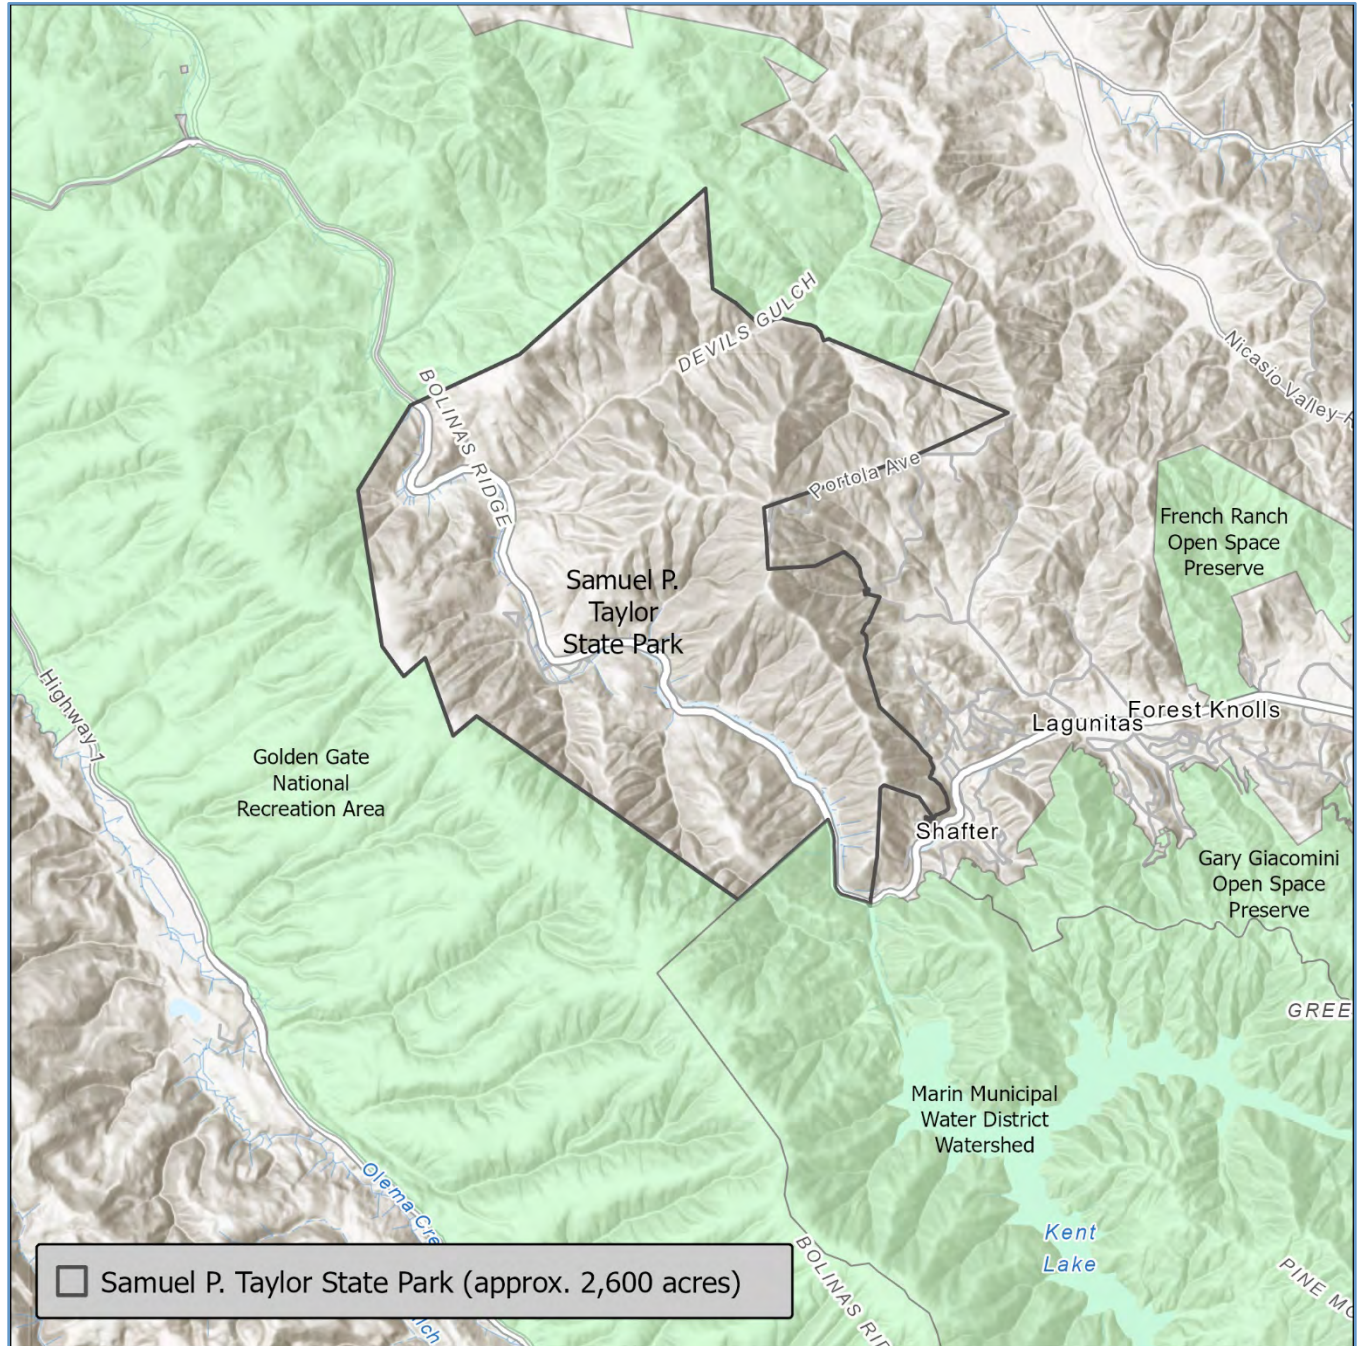 DEVILS GULCH
BOLINAS RIDGE
Nicasio Valley R
Portola Ave
French Ranch
Open Space
Preserve
Samuel P.
Taylor
State Park
Highway 1
Lagunitas
Forest Knolls
Golden Gate
National
Recreation Area
Shafter
Gary Giacomini
Open Space
Preserve
GREE
Marin Municipal
Water District
Watershed
Olema Cre
Kent
Lake
BOLINAS RID
PINE MO
Samuel P. Taylor State Park (approx. 2,600 acres)
lch